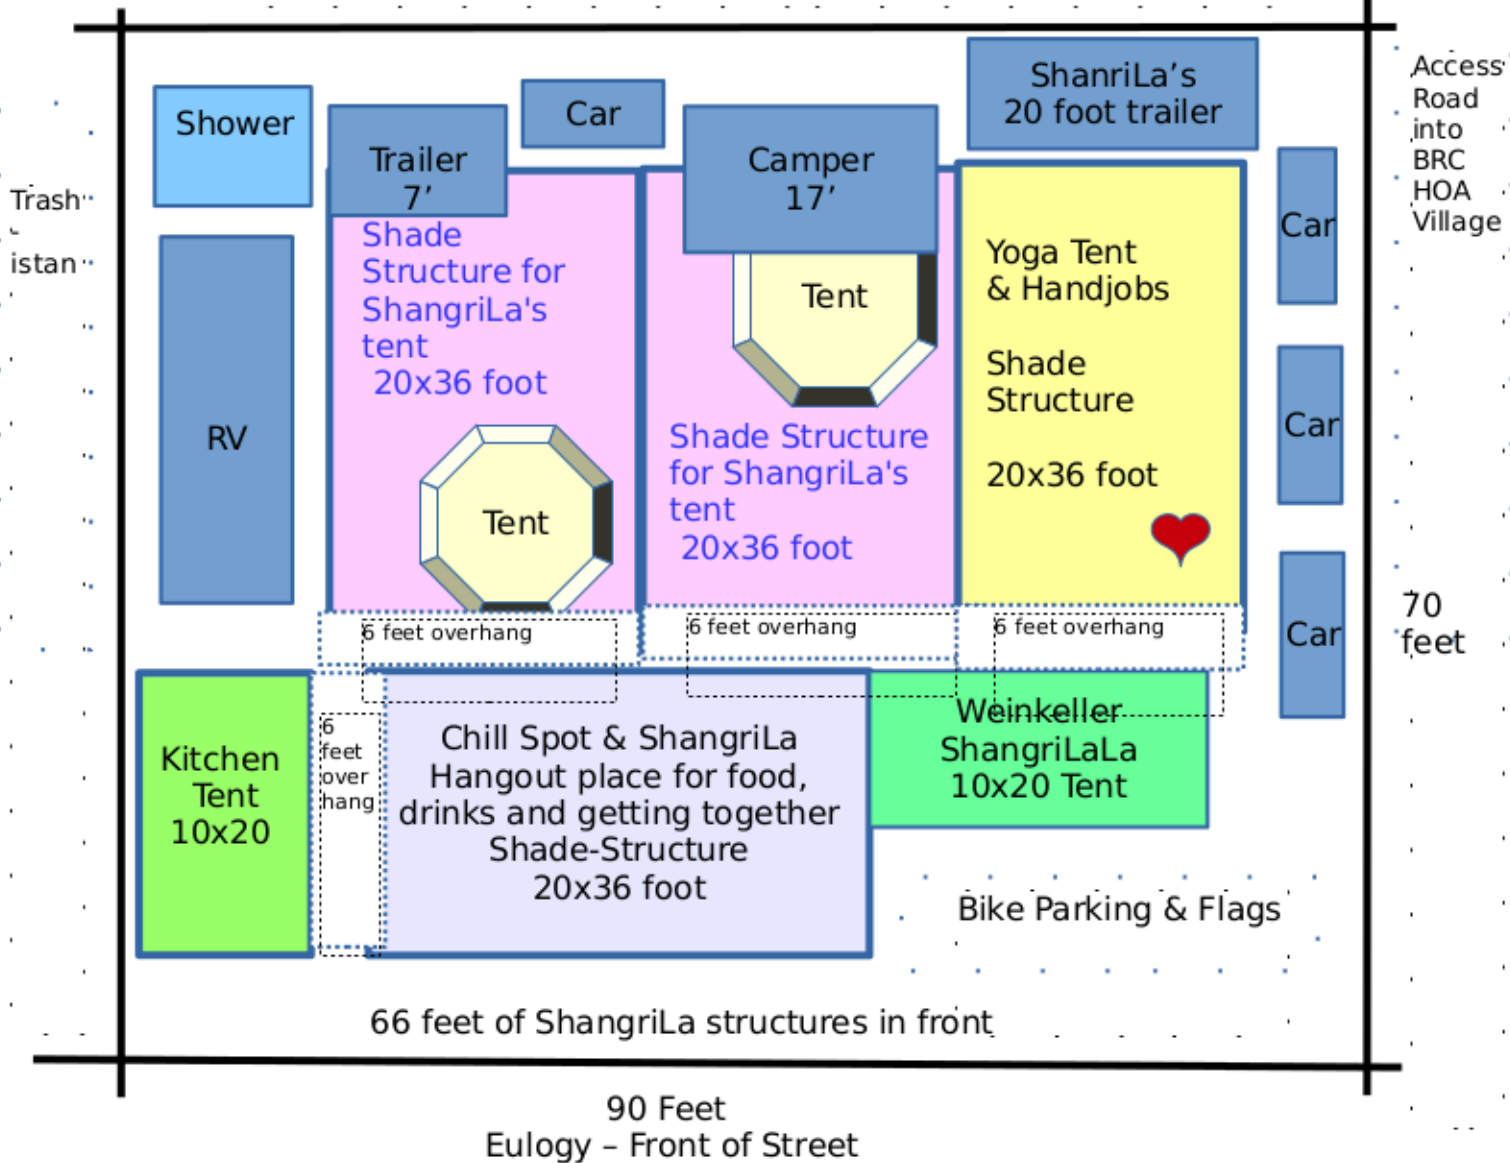 ShanriLa’s
20 foot trailer
Access
Road
into
BRC
HOA
Village
Shower
Car
Trailer
7’
Camper
17’
Trash
-
istan
Car
Shade
Structure for
ShangriLa's
tent
20x36 foot
Tent
Yoga Tent
& Handjobs
Shade
Structure
20x36 foot
RV
Tent
Shade Structure
for ShangriLa's
tent
20x36 foot
Car
Car
70
feet
6 feet overhang
6 feet overhang
6 feet overhang
Kitchen
Tent
10x20
6
feet
over
hang
Chill Spot & ShangriLa
Hangout place for food,
drinks and getting together
Shade-Structure
20x36 foot
Weinkeller
ShangriLaLa
10x20 Tent
Bike Parking & Flags
66 feet of ShangriLa structures in front
90 Feet
Eulogy – Front of Street